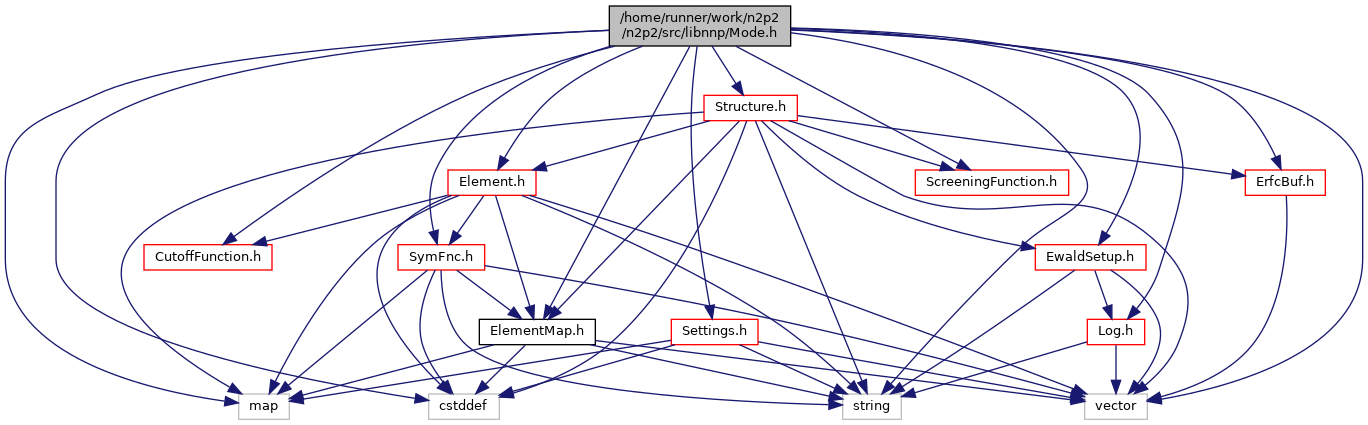 /home/runner/work/n2p2
/n2p2/src/libnnp/Mode.h
Structure.h
Element.h
ScreeningFunction.h
ErfcBuf.h
CutoffFunction.h
SymFnc.h
EwaldSetup.h
ElementMap.h
Settings.h
Log.h
map
cstddef
string
vector